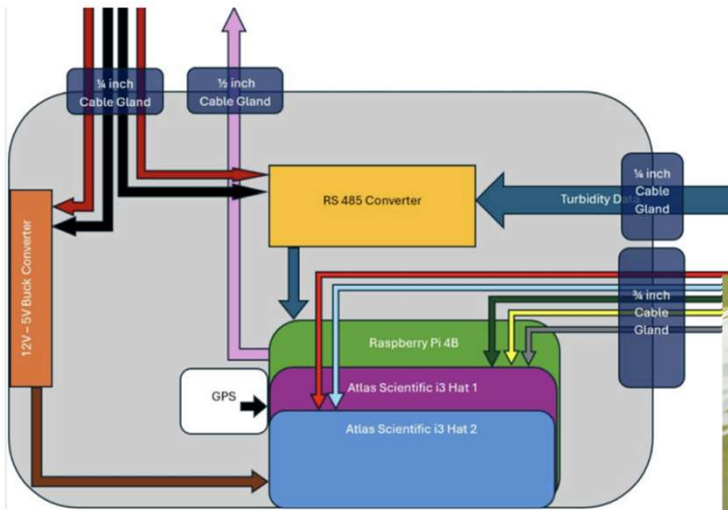 ¼ inch
Cable Gland
½ inch
Cable Gland
RS 485 Converter
Turbidity Data
¼ inch
Cable
Gland
12V – 5V Buck Converter
¾ inch
Cable
Gland
Raspberry Pi 4B
GPS
Atlas Scientific i3 Hat 1
Atlas Scientific i3 Hat 2